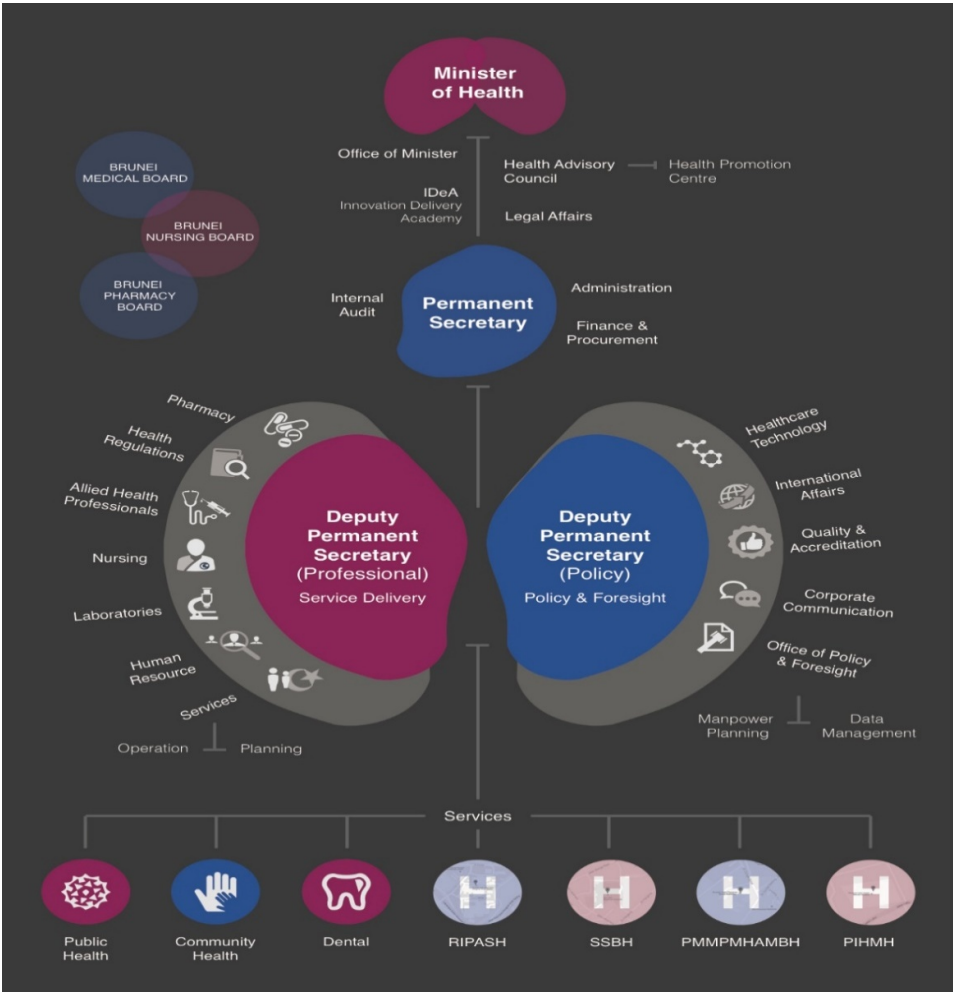 Minister
of Health
Office of Minister
IDeA
Innovation Delivery
Academy
Health Advisory
Council
Health Promotion
Centre
Legal Affairs
BRUNEI
MEDICAL BOARD
BRUNEI
NURSING BOARD
BRUNEI
PHARMACY
BOARD
Internal
Audit
Permanent
Secretary
Administration
Finance &
Procurement
Pharmacy
Health
Regulations
Allied Health
Professionals
Nursing
Laboratories
Human
Resource
Services
Operation
Planning
Deputy
Permanent
Secretary
(Professional)
Service Delivery
Deputy
Permanent
Secretary
(Policy)
Policy & Foresight
Healthcare
Technology
International
Affairs
Quality &
Accreditation
Corporate
Communication
Office of Policy
& Foresight
Manpower
Planning
Data
Management
Services
Public
Health
Community
Health
Dental
H
RIPASH
H
SSBH
H
PMMPMHAMBH
H
PIHMH